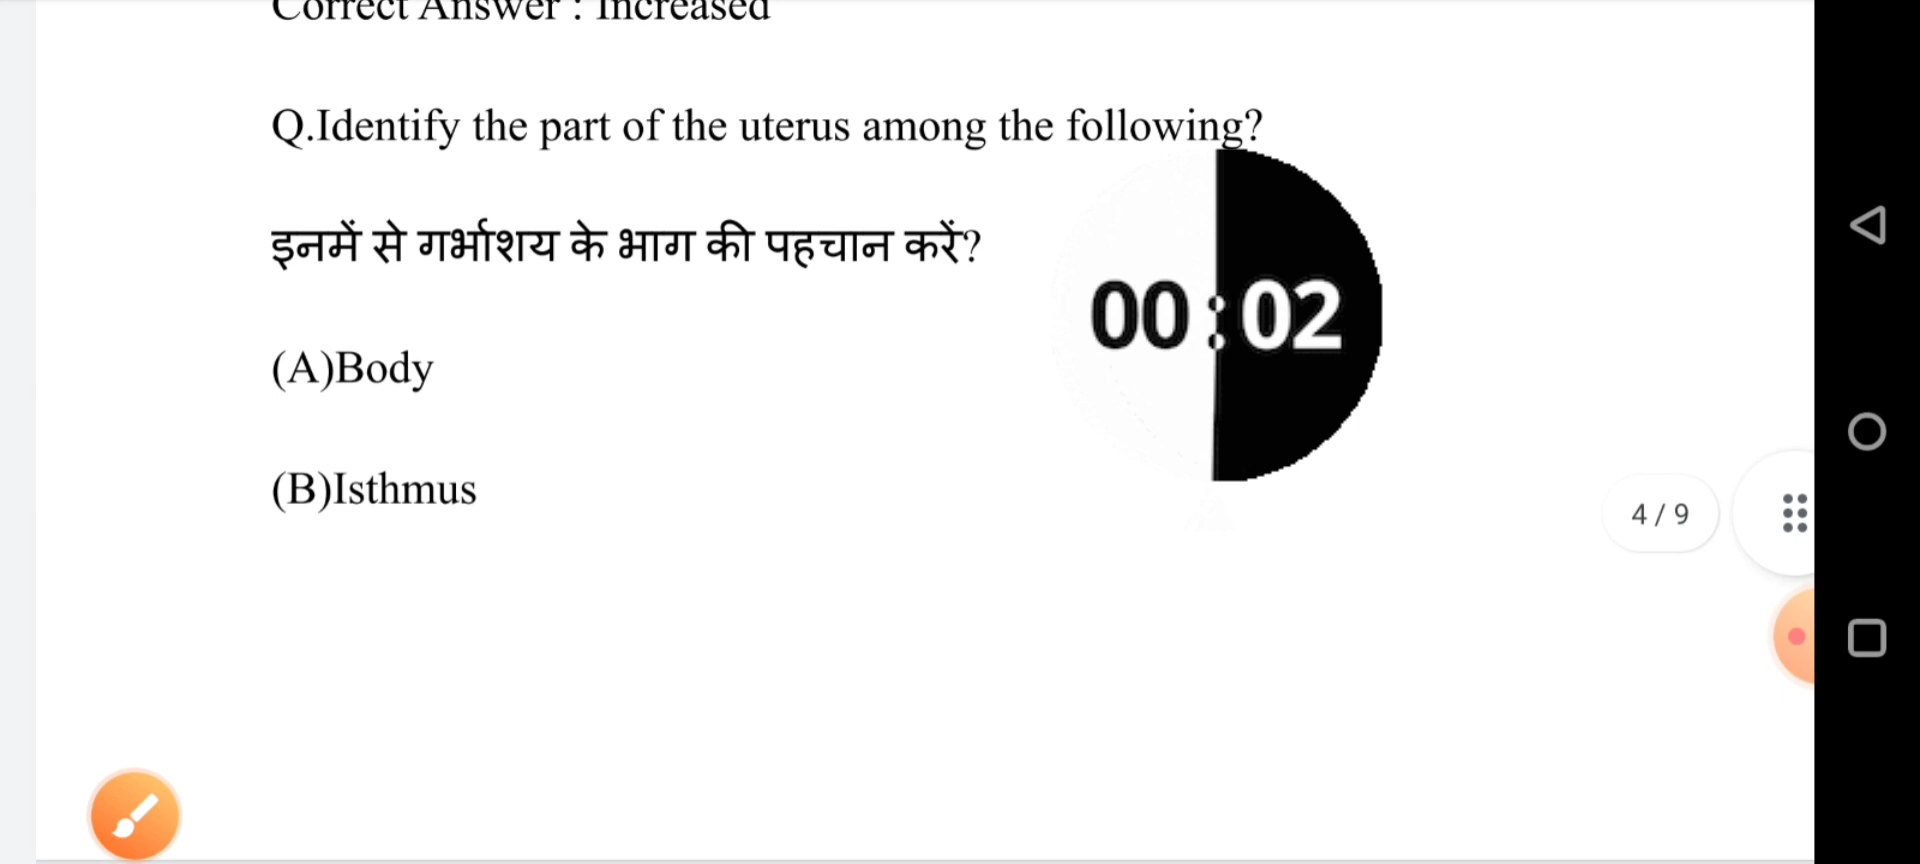 Correct Answer : Increased
Q.Identify the part of the uterus among the following?
इनमें से गर्भाशय के भाग की पहचान करें?
00:02
(A)Body
(B)Isthmus
4 / 9